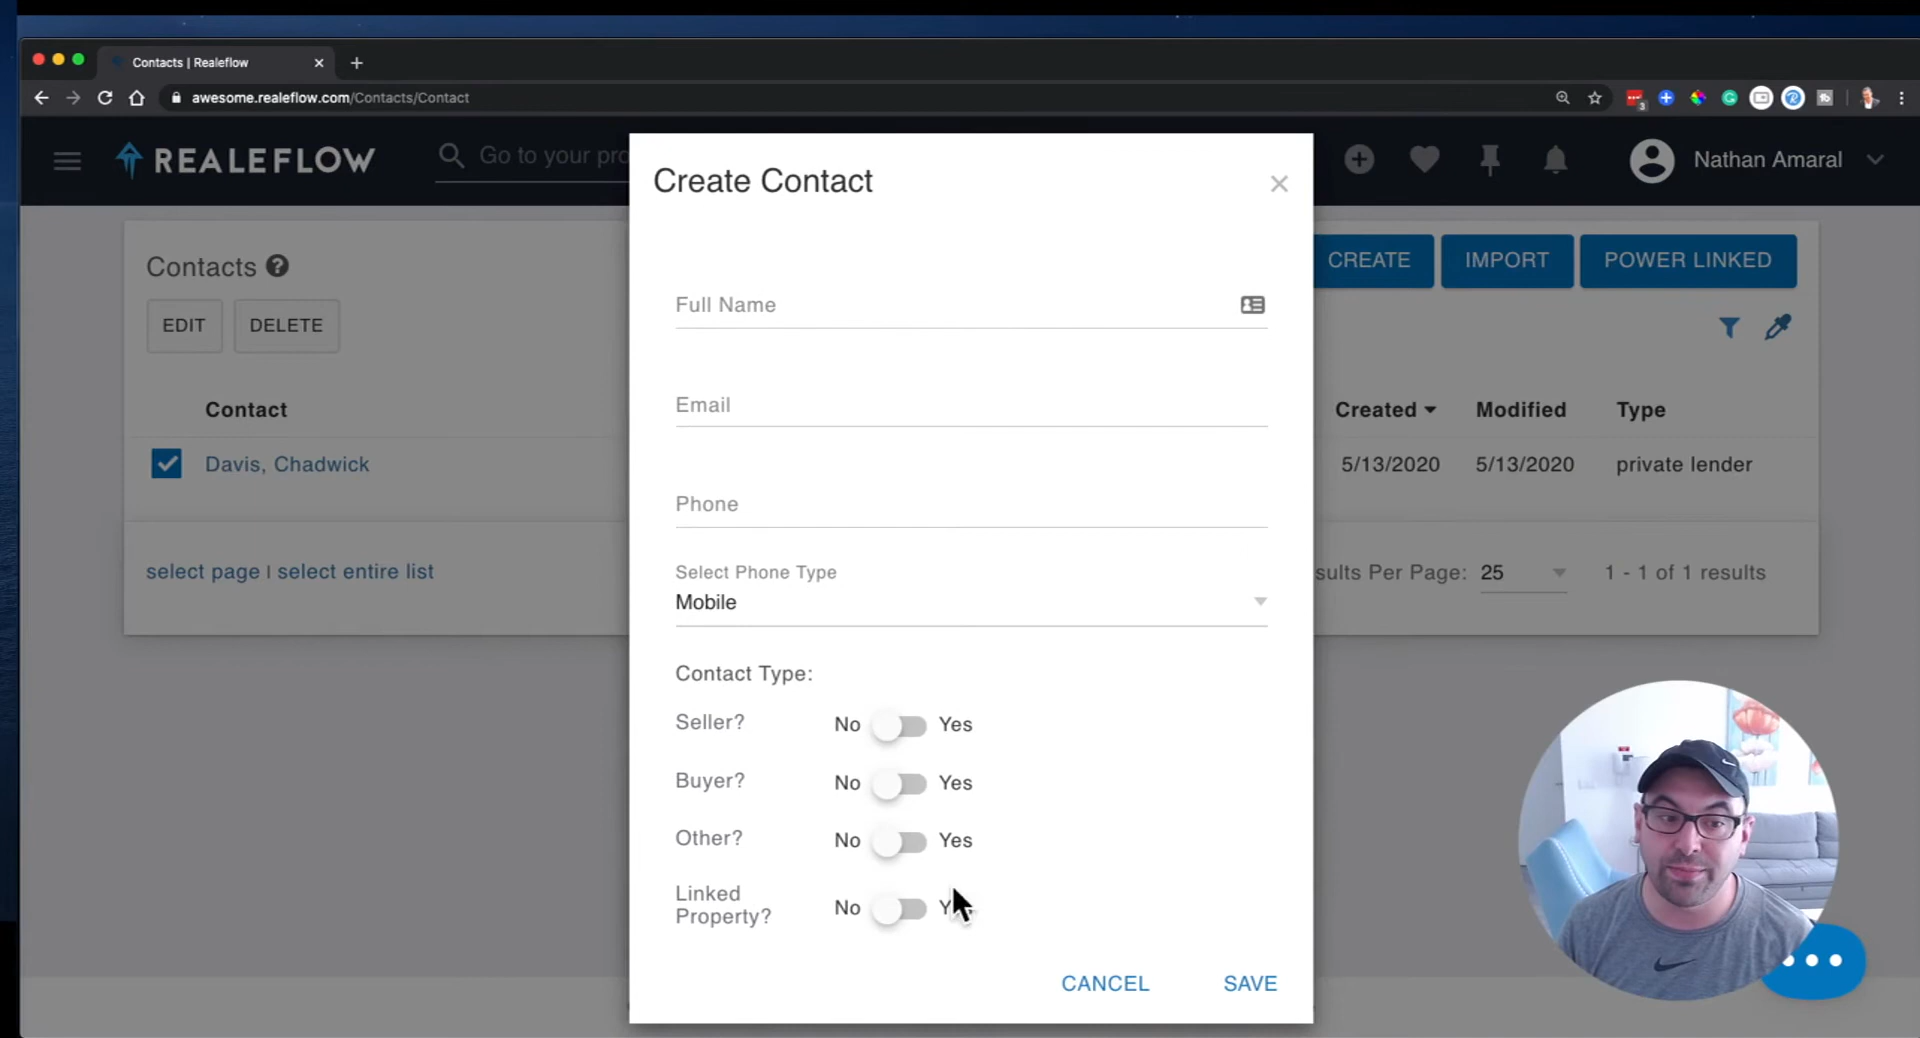 Contacts | Realeflow
awesome.realeflow.com/Contacts/Contact
3
REALEFLOW
Go to your pro
Nathan Amaral
Create Contact
Contacts
CREATE
IMPORT
POWER LINKED
EDIT
DELETE
Full Name
Email
Contact
Created
Modified
Type
Davis, Chadwick
5/13/2020
5/13/2020
private lender
Phone
select page | select entire list
sults Per Page: 25
1 - 1 of 1 results
Select Phone Type
Mobile
Contact Type:
Seller?
No
Yes
Buyer?
No
Yes
Other?
No
Yes
Linked
Property?
No
Y
CANCEL
SAVE